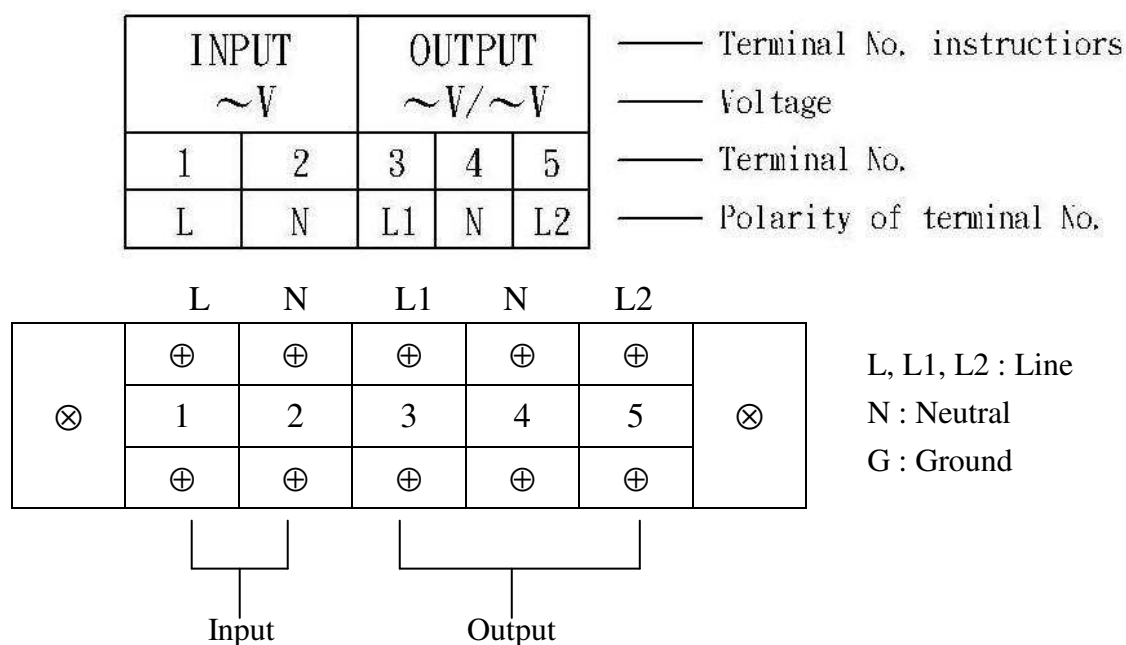 INPUT OUTPUT Terminal No. instructiors
~V ~V/~V Voltage
1 2 3 4 5 Terminal No.
L N L1 N L2 Polarity of terminal No.
L N L1 N L2
⊕ ⊕ ⊕ ⊕ ⊕
⊗ 1 2 3 4 5 ⊗
⊕ ⊕ ⊕ ⊕ ⊕
L, L1, L2 : Line
N : Neutral
G : Ground
Input Output